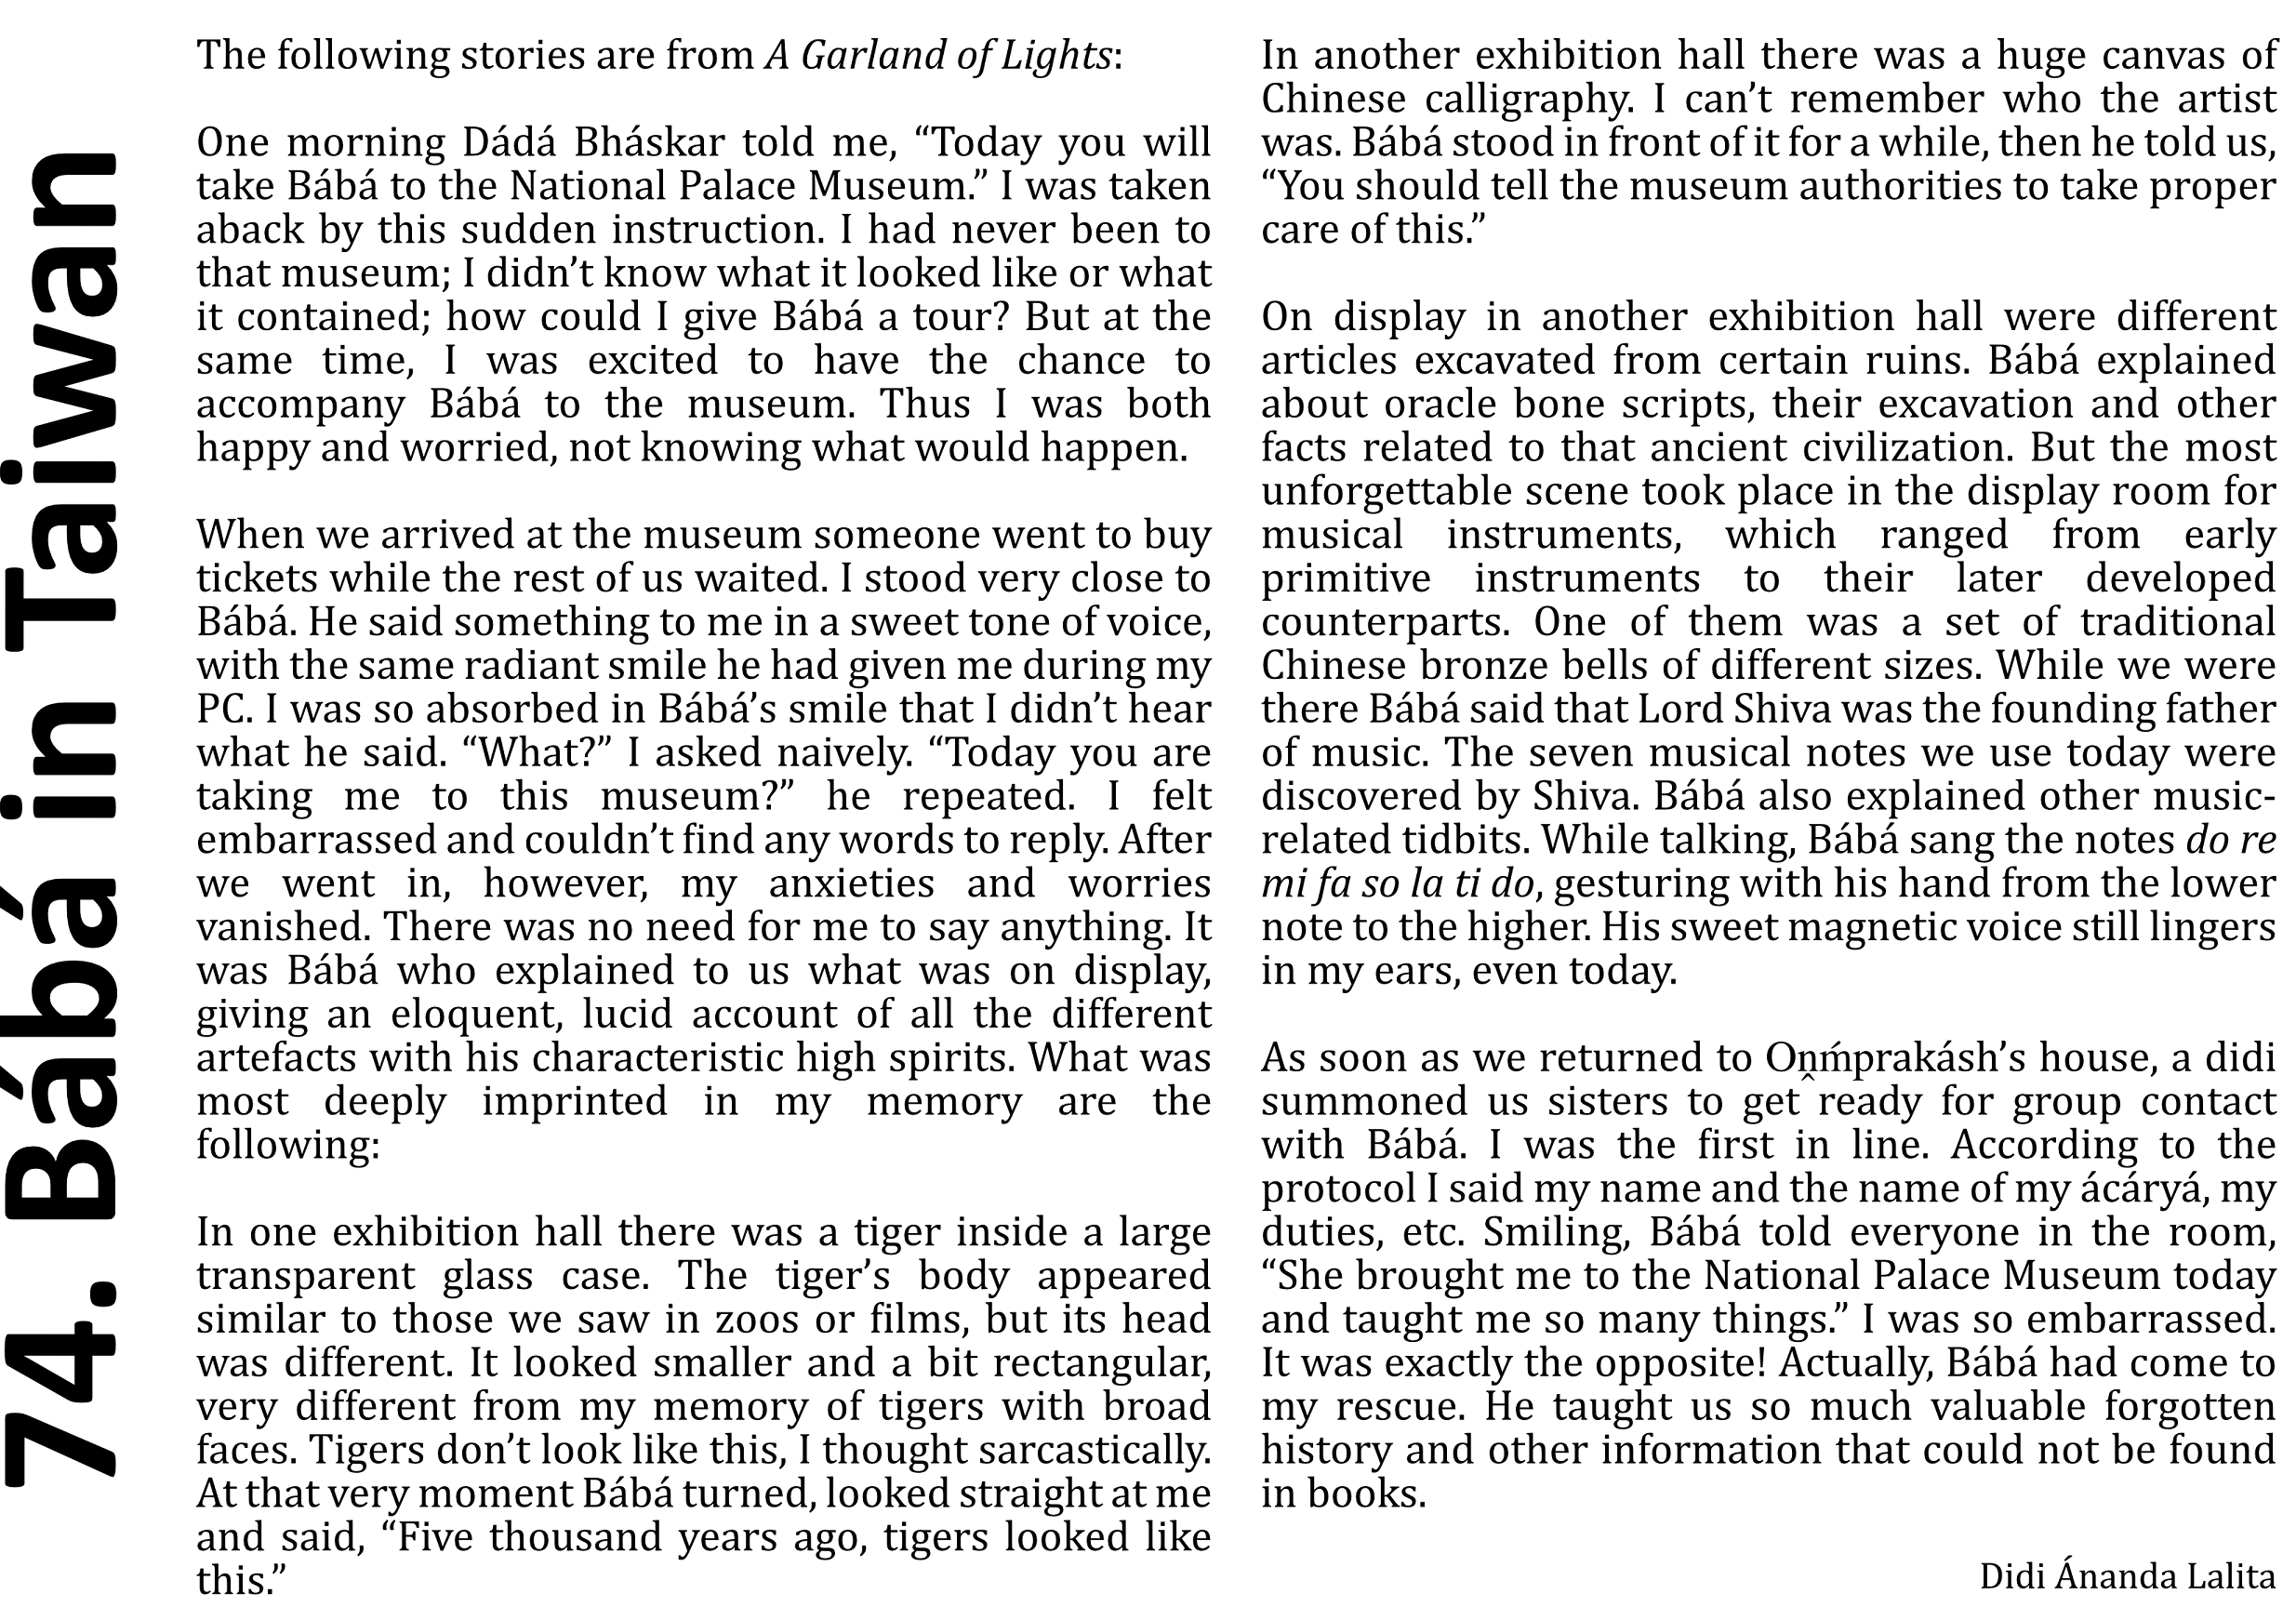 74. Bábá in Taiwan
The following stories are from A Garland of Lights:
One morning Dádá Bháskar told me, “Today you will
take Bábá to the National Palace Museum.” I was taken
aback by this sudden instruction. I had never been to
that museum; I didn’t know what it looked like or what
it contained; how could I give Bábá a tour? But at the
same time, I was excited to have the chance to
accompany Bábá to the museum. Thus I was both
happy and worried, not knowing what would happen.
When we arrived at the museum someone went to buy
tickets while the rest of us waited. I stood very close to
Bábá. He said something to me in a sweet tone of voice,
with the same radiant smile he had given me during my
PC. I was so absorbed in Bábá’s smile that I didn’t hear
what he said. “What?” I asked naively. “Today you are
taking me to this museum?” he repeated. I felt
embarrassed and couldn’t find any words to reply. After
we went in, however, my anxieties and worries
vanished. There was no need for me to say anything. It
was Bábá who explained to us what was on display,
giving an eloquent, lucid account of all the different
artefacts with his characteristic high spirits. What was
most deeply imprinted in my memory are the
following:
In one exhibition hall there was a tiger inside a large
transparent glass case. The tiger’s body appeared
similar to those we saw in zoos or films, but its head
was different. It looked smaller and a bit rectangular,
very different from my memory of tigers with broad
faces. Tigers don’t look like this, I thought sarcastically.
At that very moment Bábá turned, looked straight at me
and said, “Five thousand years ago, tigers looked like
this.”
In another exhibition hall there was a huge canvas of
Chinese calligraphy. I can’t remember who the artist
was. Bábá stood in front of it for a while, then he told us,
“You should tell the museum authorities to take proper
care of this.”
On display in another exhibition hall were different
articles excavated from certain ruins. Bábá explained
about oracle bone scripts, their excavation and other
facts related to that ancient civilization. But the most
unforgettable scene took place in the display room for
musical instruments, which ranged from early
primitive instruments to their later developed
counterparts. One of them was a set of traditional
Chinese bronze bells of different sizes. While we were
there Bábá said that Lord Shiva was the founding father
of music. The seven musical notes we use today were
discovered by Shiva. Bábá also explained other music-
related tidbits. While talking, Bábá sang the notes do re
mi fa so la ti do, gesturing with his hand from the lower
note to the higher. His sweet magnetic voice still lingers
in my ears, even today.
As soon as we returned to Oṋḿprakásh’s house, a didi
summoned us sisters to get ready for group contact
with Bábá. I was the first in line. According to the
protocol I said my name and the name of my ácáryá, my
duties, etc. Smiling, Bábá told everyone in the room,
“She brought me to the National Palace Museum today
and taught me so many things.” I was so embarrassed.
It was exactly the opposite! Actually, Bábá had come to
my rescue. He taught us so much valuable forgotten
history and other information that could not be found
in books.
Didi Ánanda Lalita